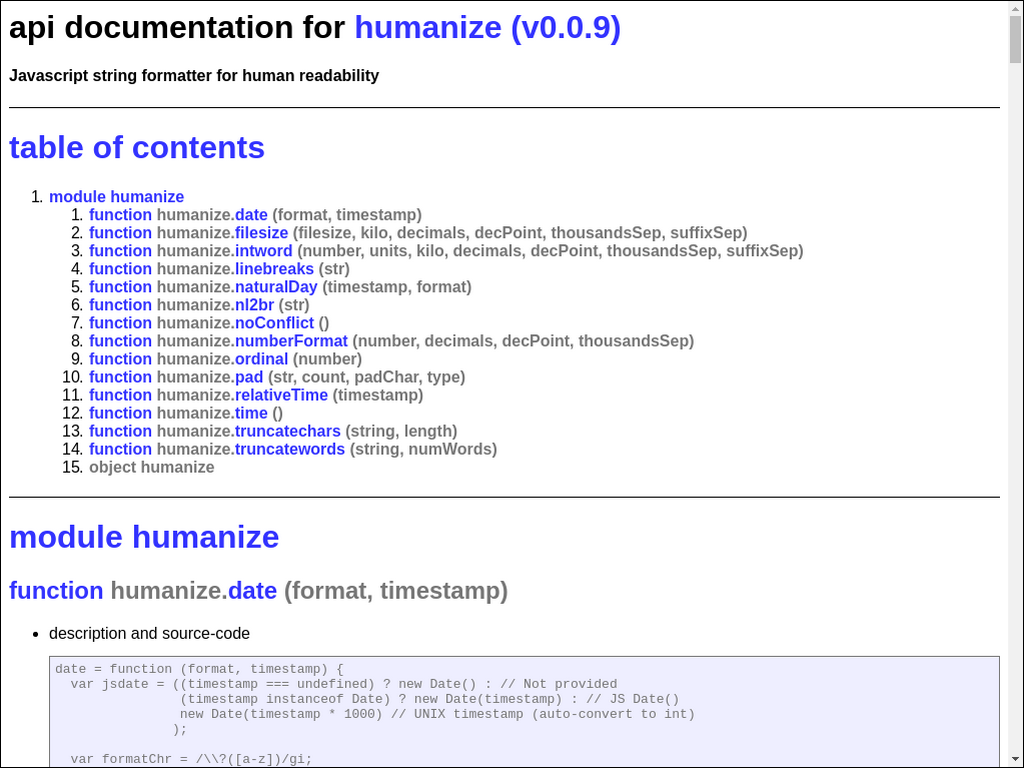 api documentation for humanize (v0.0.9)
Javascript string formatter for human readability
table of contents
1. module humanize
1. function humanize.date (format, timestamp)
2. function humanize.filesize (filesize, kilo, decimals, decPoint, thousandsSep, suffixSep)
3. function humanize.intword (number, units, kilo, decimals, decPoint, thousandsSep, suffixSep)
4. function humanize.linebreaks (str)
5. function humanize.naturalDay (timestamp, format)
6. function humanize.nl2br (str)
7. function humanize.noConflict ()
8. function humanize.numberFormat (number, decimals, decPoint, thousandsSep)
9. function humanize.ordinal (number)
10. function humanize.pad (str, count, padChar, type)
11. function humanize.relativeTime (timestamp)
12. function humanize.time ()
13. function humanize.truncatechars (string, length)
14. function humanize.truncatewords (string, numWords)
15. object humanize
module humanize
function humanize.date (format, timestamp)
• description and source-code
date = function (format, timestamp) {
var jsdate = ((timestamp === undefined) ? new Date() : // Not provided
(timestamp instanceof Date) ? new Date(timestamp) : // JS Date()
new Date(timestamp * 1000) // UNIX timestamp (auto-convert to int)
);
var formatChr = /\\?([a-z])/gi;